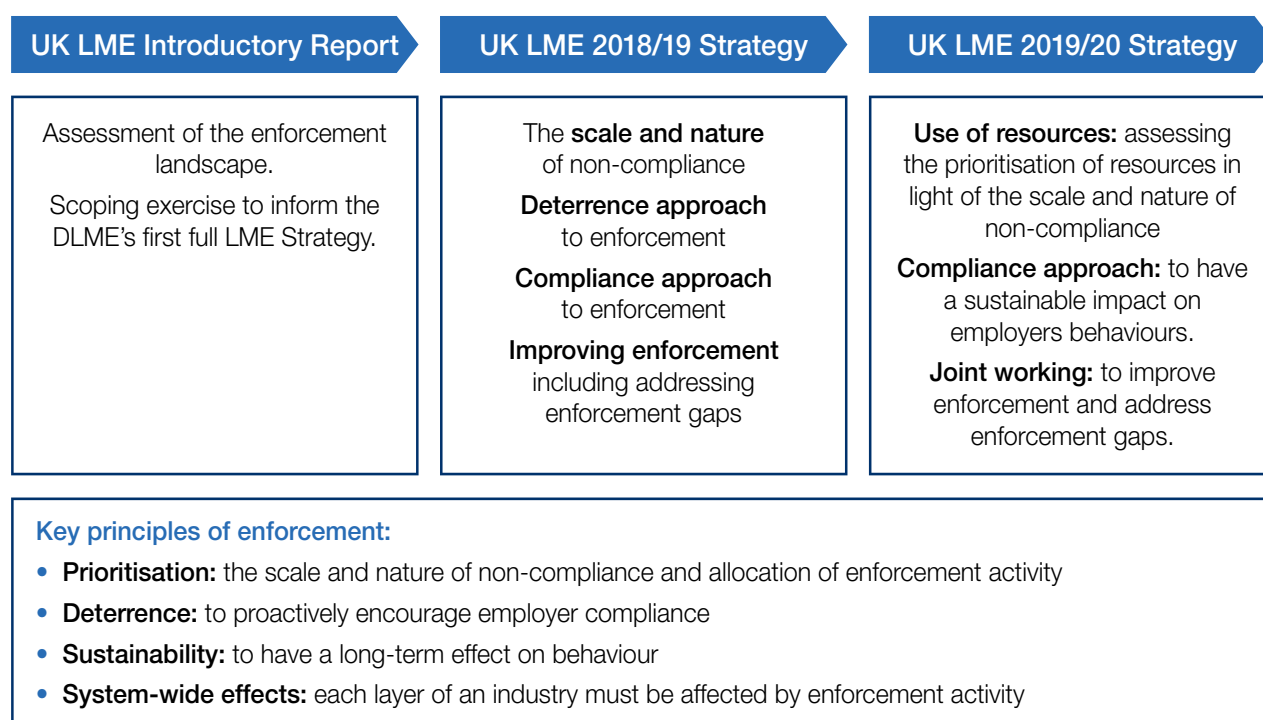 UK LME Introductory Report
UK LME 2018/19 Strategy
UK LME 2019/20 Strategy
Assessment of the enforcement
landscape.
Scoping exercise to inform the
DLME's first full LME Strategy.
The scale and nature
of non-compliance
Deterrence approach
to enforcement
Compliance approach
to enforcement
Improving enforcement
including addressing
enforcement gaps
Use of resources: assessing
the prioritisation of resources in
light of the scale and nature of
non-compliance
Compliance approach: to have
a sustainable impact on
employers behaviours.
Joint working: to improve
enforcement and address
enforcement gaps.
Key principles of enforcement:
• Prioritisation: the scale and nature of non-compliance and allocation of enforcement activity
• Deterrence: to proactively encourage employer compliance
• Sustainability: to have a long-term effect on behaviour
• System-wide effects: each layer of an industry must be affected by enforcement activity